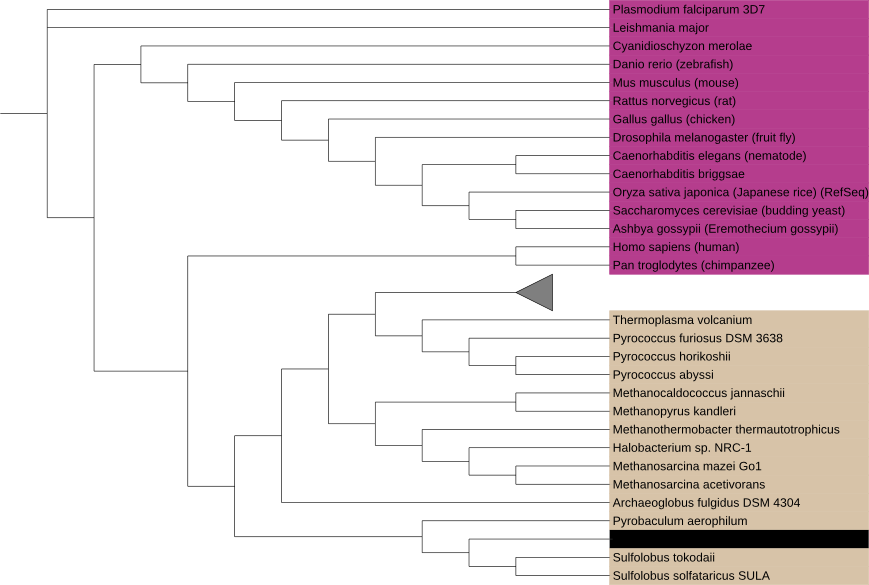 Plasmodium falciparum 3D7
Leishmania major
Cyanidioschyzon merolae
Danio rerio (zebrafish)
Mus musculus (mouse)
Rattus norvegicus (rat)
Gallus gallus (chicken)
Drosophila melanogaster (fruit fly)
Caenorhabditis elegans (nematode)
Caenorhabditis briggsae
Oryza sativa japonica (Japanese rice) (RefSeq)
Saccharomyces cerevisiae (budding yeast)
Ashbya gossypii (Eremothecium gossypii)
Homo sapiens (human)
Pan troglodytes (chimpanzee)
Thermoplasma volcanium
Pyrococcus furiosus DSM 3638
Pyrococcus horikoshii
Pyrococcus abyssi
Methanocaldococcus jannaschii
Methanopyrus kandleri
Methanothermobacter thermautotrophicus
Halobacterium sp. NRC-1
Methanosarcina mazei Go1
Methanosarcina acetivorans
Archaeoglobus fulgidus DSM 4304
Pyrobaculum aerophilum
Sulfolobus tokodaii
Sulfolobus solfataricus SULA